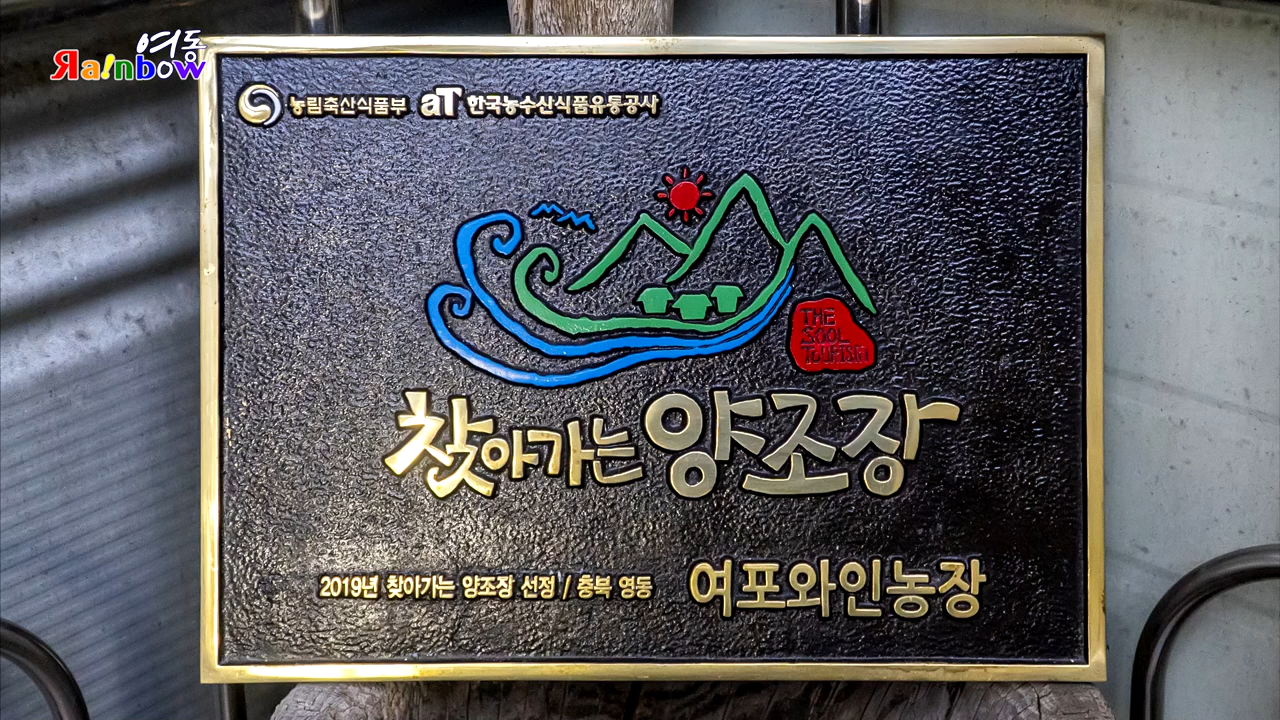 영동
Rainbow
농림축산식품부 aT 한국농수산식품유통공사
THE
SOOL
TOURISM
찾아가는 양조장
2019년 찾아가는 양조장 선정 / 충북 영동 여포와인농장